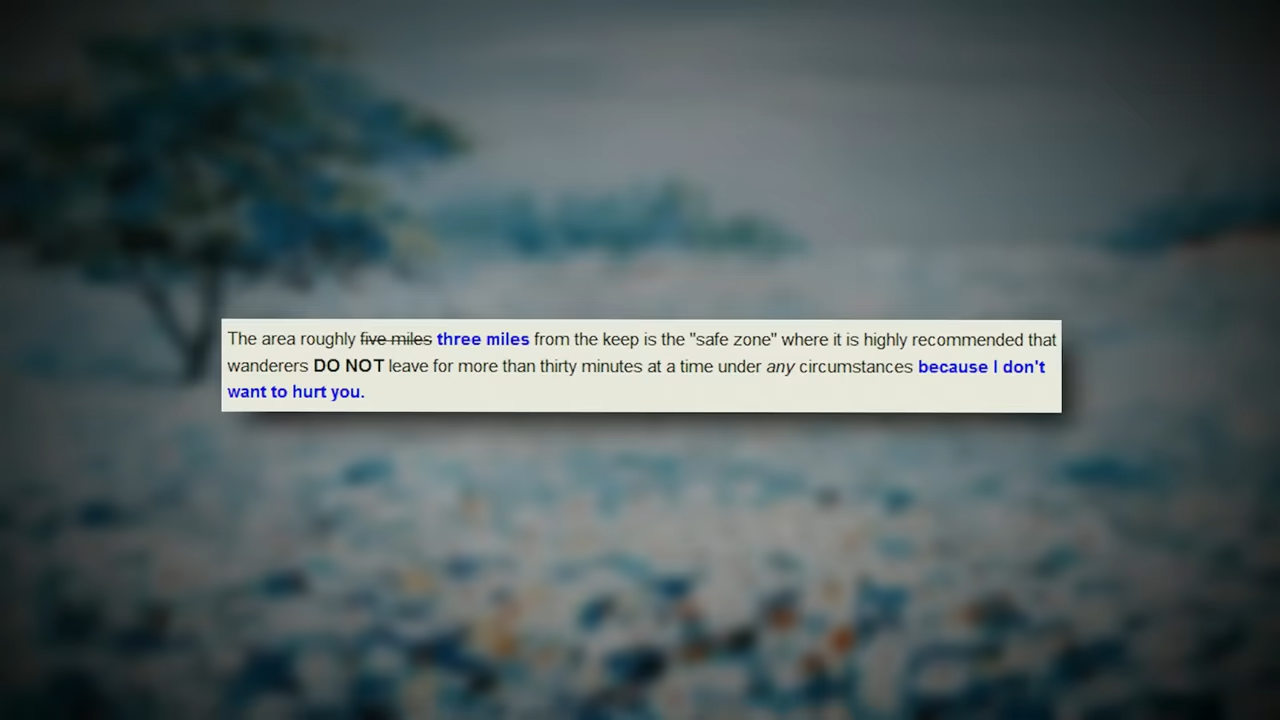 The area roughly five miles three miles from the keep is the "safe zone" where it is highly recommended that
wanderers DO NOT leave for more than thirty minutes at a time under any circumstances because I don't
want to hurt you.